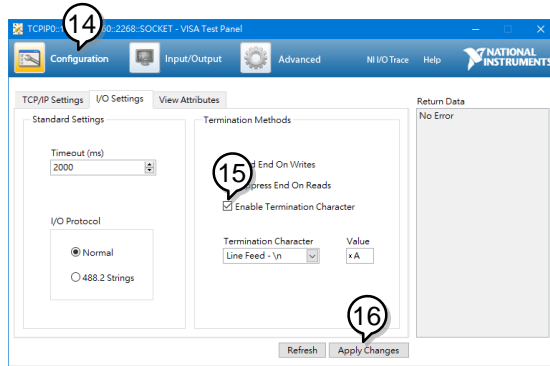 TCPIP0:: 50::2268::SOCKET - VISA Test Panel
14
Configuration Input/Output Advanced NI I/O Trace Help NATIONAL INSTRUMENTS
TCP/IP Settings I/O Settings View Attributes
Return Data
Standard Settings
Termination Methods
No Error
Timeout (ms)
2000
End On Writes
15
End On Reads
Enable Termination Character
I/O Protocol
Termination Character Value
Normal
Line Feed - \n xA
488.2 Strings
16
Refresh Apply Changes